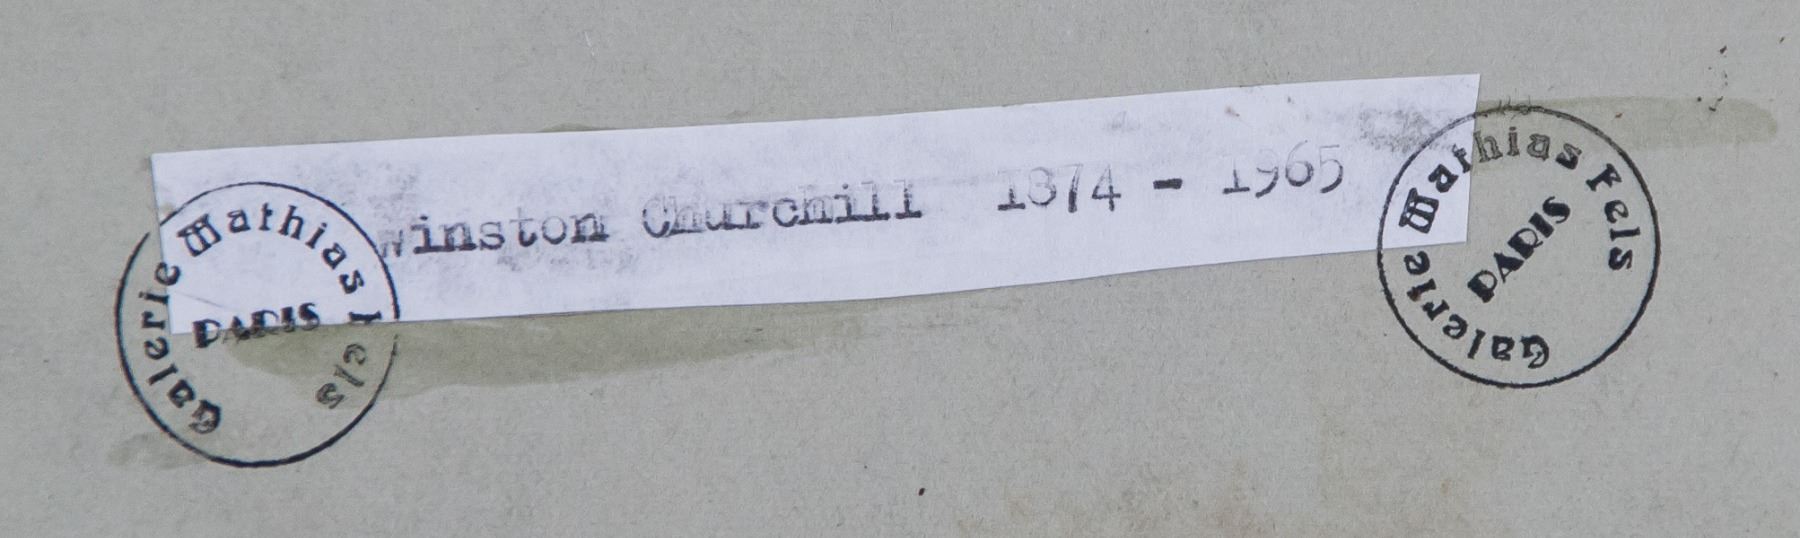 Winston Churchill 1874 - 1965
Galerie Mathias Fels
PARIS
Galerie Mathias Fels
PARIS